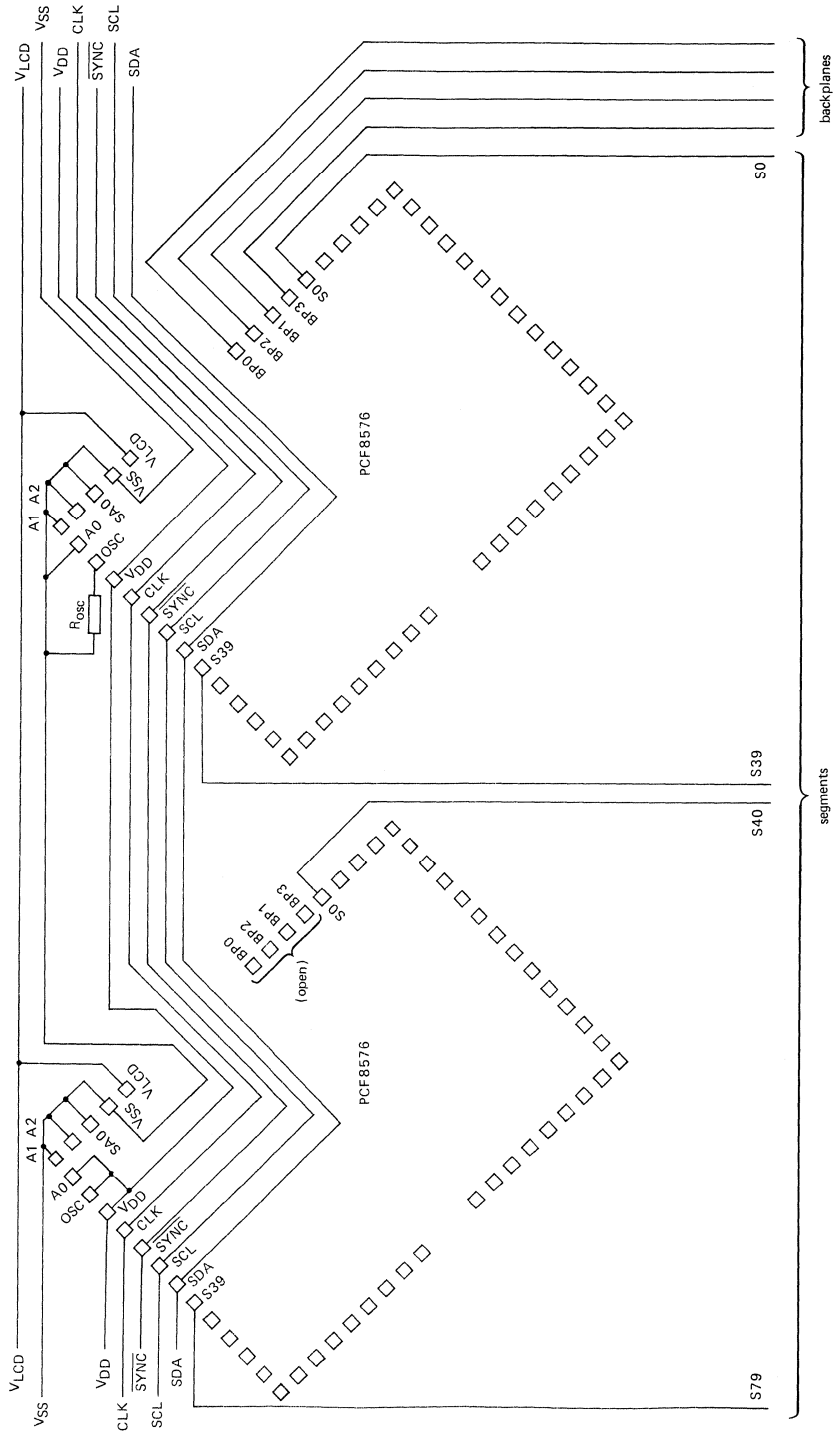 VLCD
VSS
VDD
CLK
SYNC
SCL
SDA
A1 A2
A0
OSC
SA0
VSS
VLCD
Rosc
VDD
CLK
SYNC
SCL
SDA
S39
BP0
BP2
BP1
BP3
S0
PCF8576
backplanes
S0
S39
S40
segments
A1 A2
A0
OSC
SA0
VSS
VLCD
VDD
CLK
SYNC
SCL
SDA
S39
BP0
BP2
BP1
BP3
S0
(open)
PCF8576
S79
VLCD
VSS
VDD
CLK
SYNC
SCL
SDA